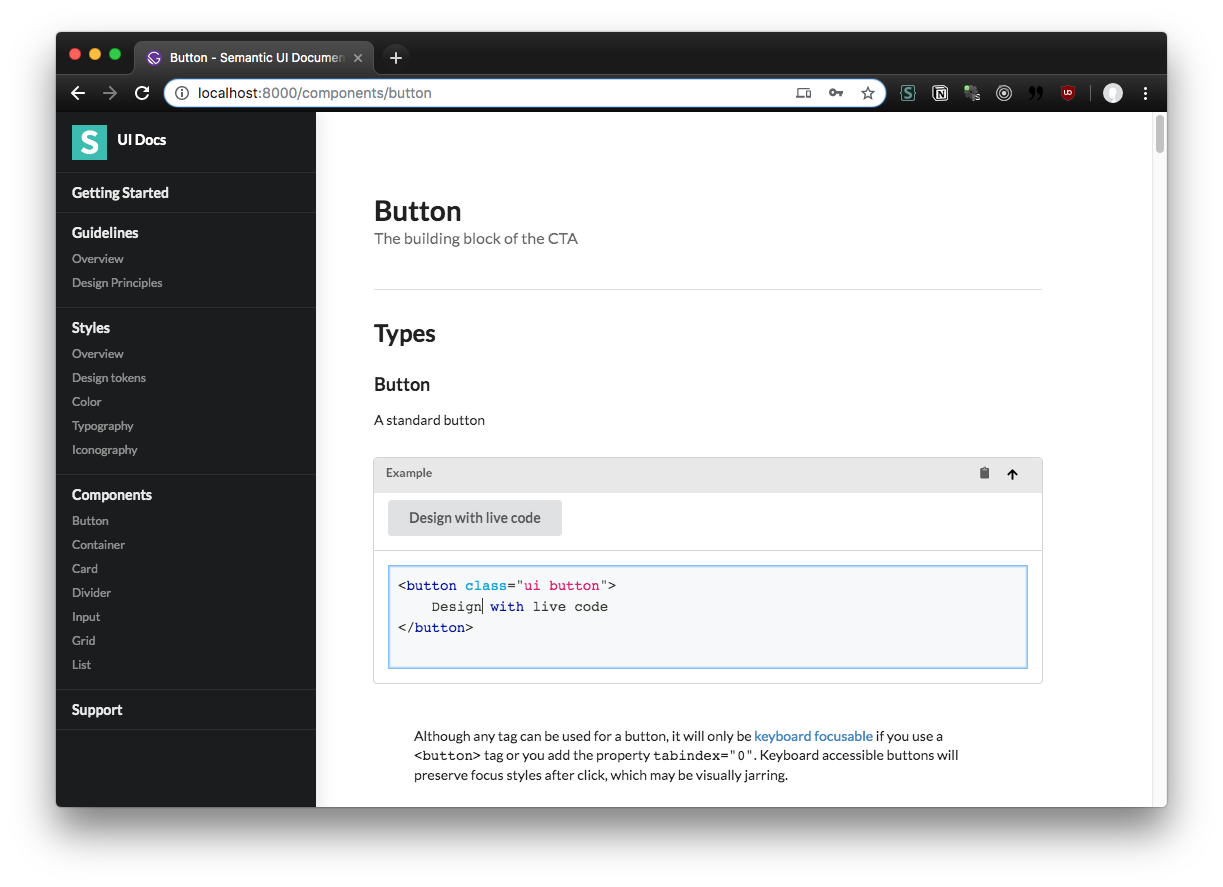 Button - Semantic UI Documen
localhost:8000/components/button
S
UI Docs
Getting Started
Guidelines
Overview
Design Principles
Styles
Overview
Design tokens
Color
Typography
Iconography
Components
Button
Container
Card
Divider
Input
Grid
List
Support
Button
The building block of the CTA
Types
Button
A standard button
Example
Design with live code
<button class="ui button">
Design with live code
</button>
Although any tag can be used for a button, it will only be keyboard focusable if you use a
<button> tag or you add the property tabindex="0". Keyboard accessible buttons will
preserve focus styles after click, which may be visually jarring.